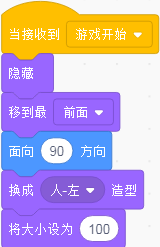 当接收到 游戏开始
隐藏
移到最 前面
面向 90 方向
换成 人-左 造型
将大小设为 100